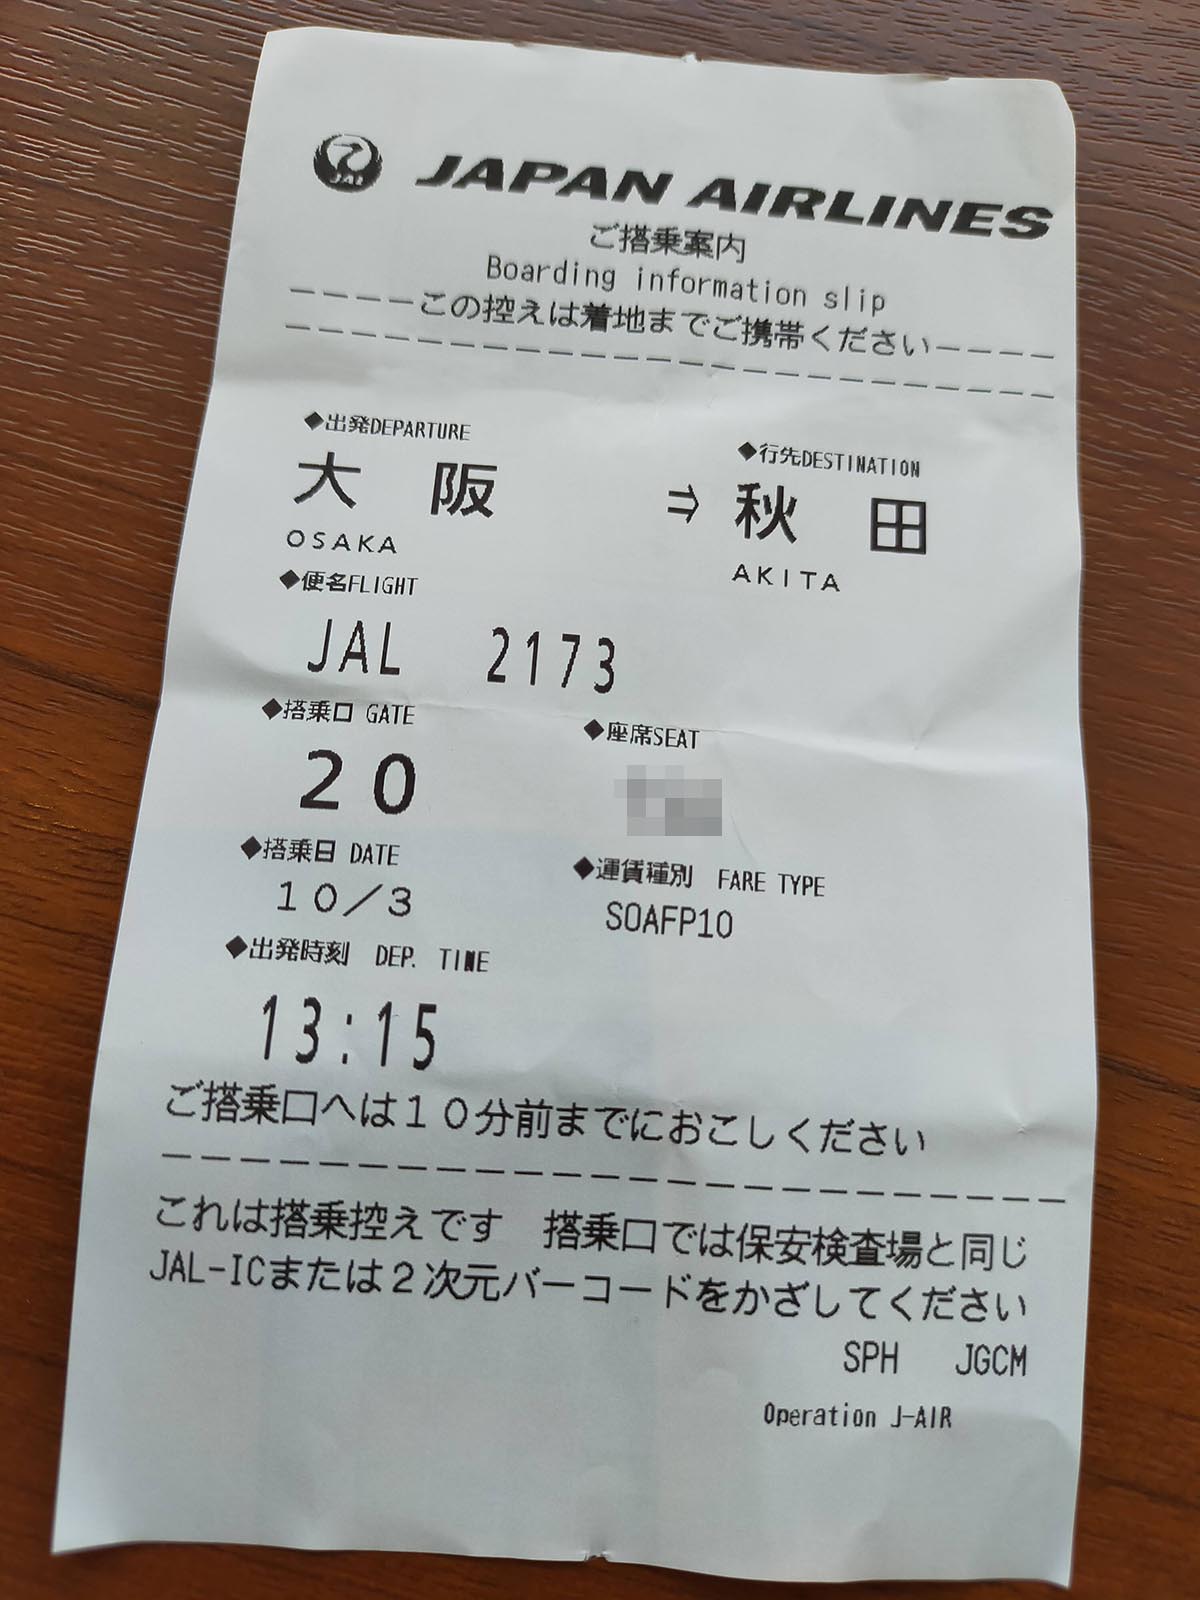 JAL JAPAN AIRLINES
ご搭乗案内
Boarding information slip
----この控えは着地までご携帯ください----
◆出発DEPARTURE ◆行先DESTINATION
大 阪 ⇒ 秋 田
OSAKA AKITA
◆便名FLIGHT
JAL 2173
◆搭乗口 GATE ◆座席SEAT
20
◆搭乗日 DATE ◆運賃種別 FARE TYPE
10/3 SOAFP10
◆出発時刻 DEP. TIME
13:15
ご搭乗口へは10分前までにおこしください
これは搭乗控えです 搭乗口では保安検査場と同じ
JAL-ICまたは2次元バーコードをかざしてください
SPH JGCM
Operation J-AIR